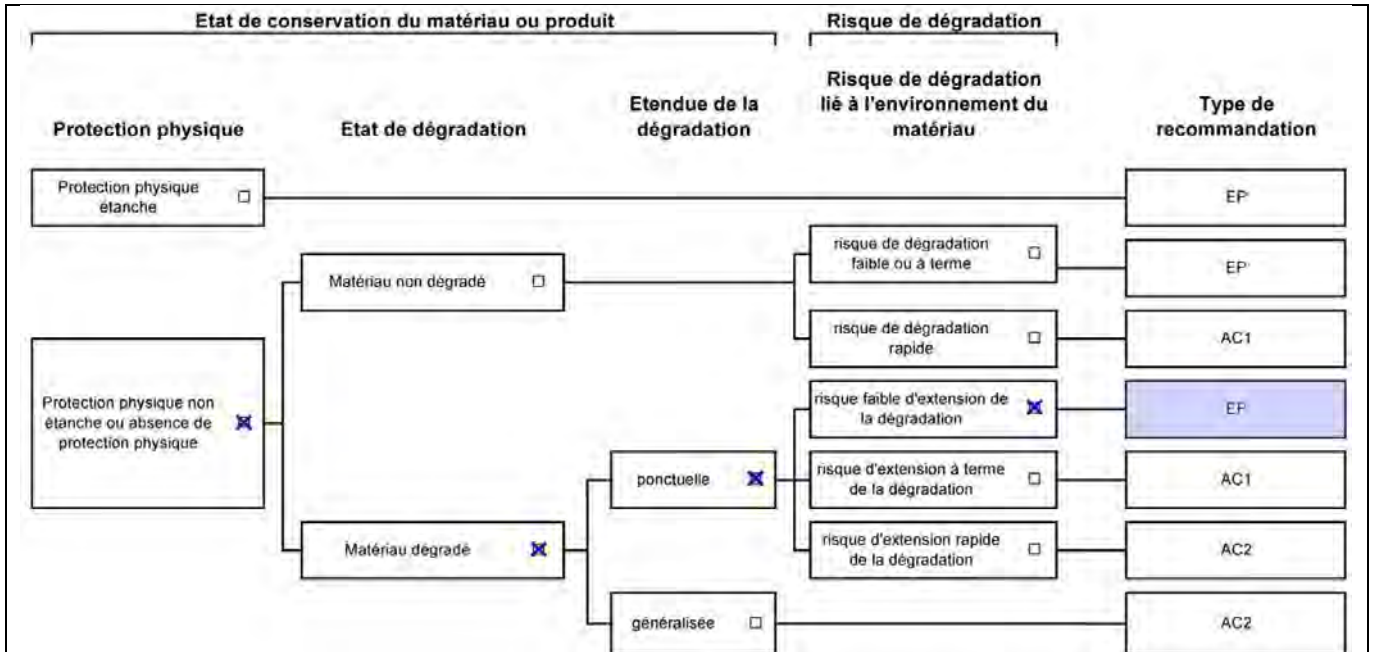 Etat de conservation du matériau ou produit
Risque de dégradation
Protection physique
Etat de dégradation
Etendue de la
dégradation
Risque de dégradation
lié à l'environnement du
matériau
Type de
recommandation
Protection physique
étanche
EP
Matériau non dégradé
risque de dégradation
faible ou à terme
EP
risque de dégradation
rapide
AC1
Protection physique non
étanche ou absence de
protection physique
risque faible d'extension de
la dégradation
EP
ponctuelle
risque d'extension à terme
de la dégradation
AC1
Matériau dégradé
risque d'extension rapide
de la dégradation
AC2
généralisée
AC2